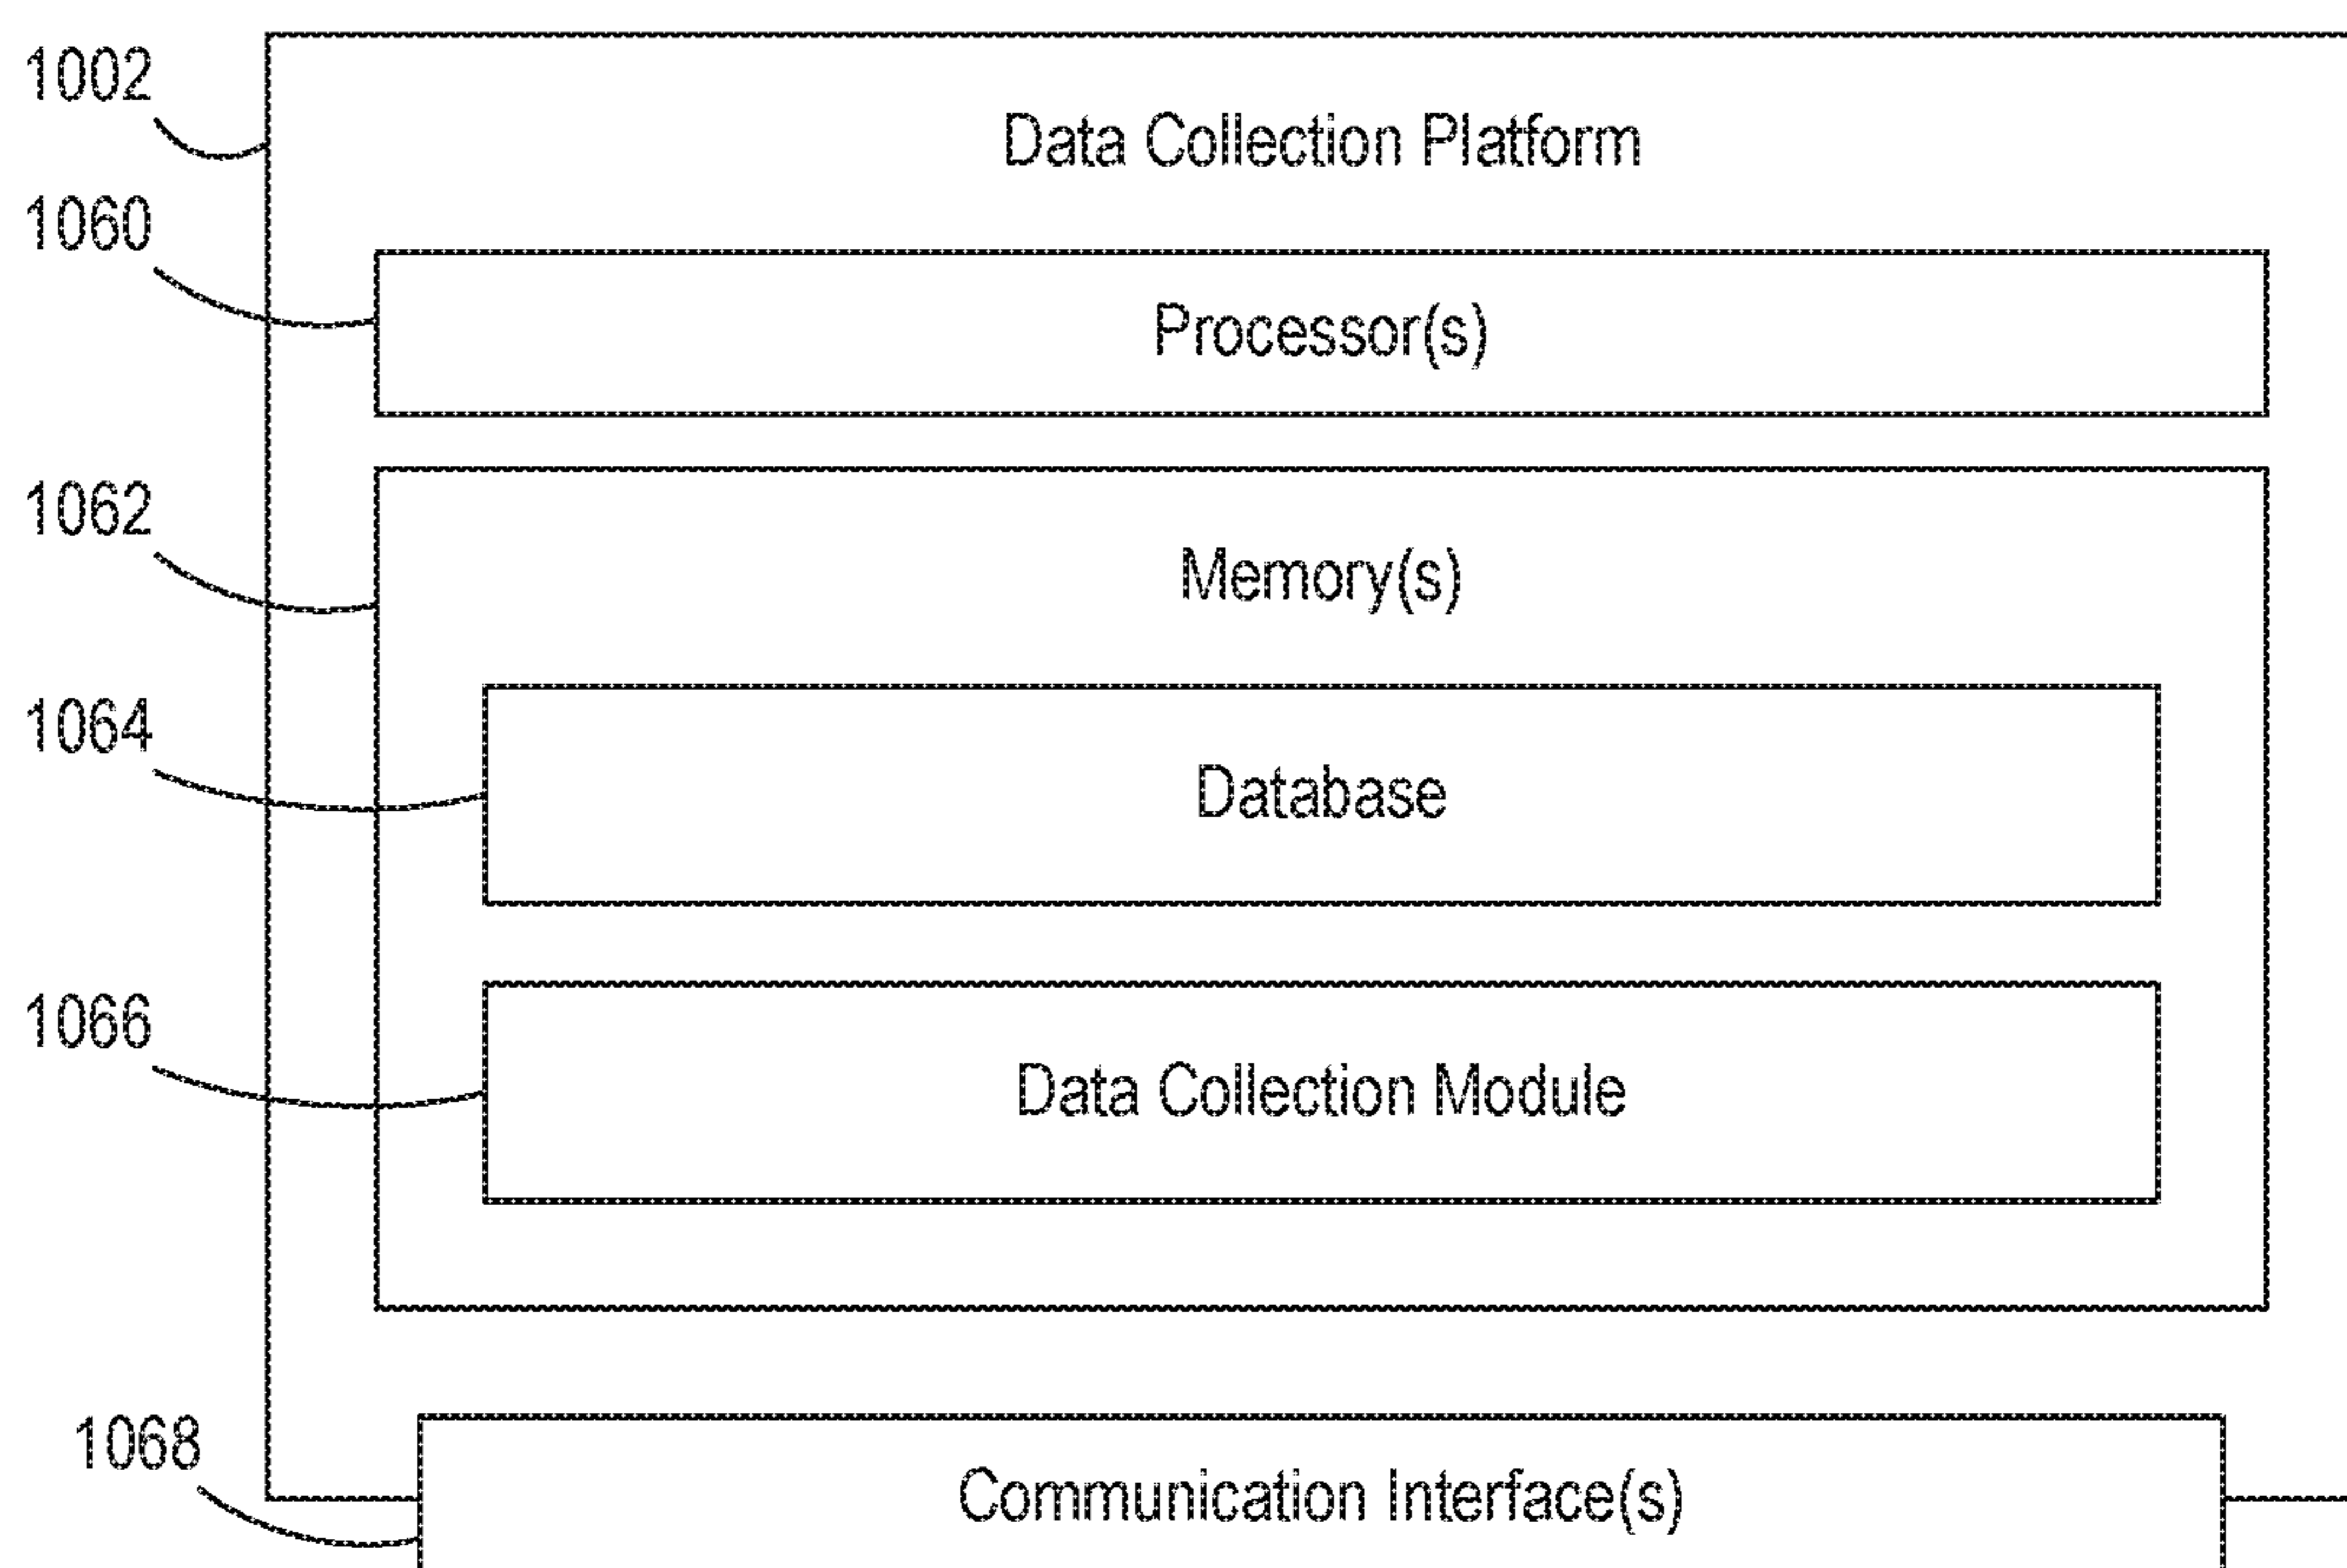 1002
Data Collection Platform
1060
Processor(s)
1062
Memory(s)
1064
Database
1066
Data Collection Module
1068
Communication Interface(s)